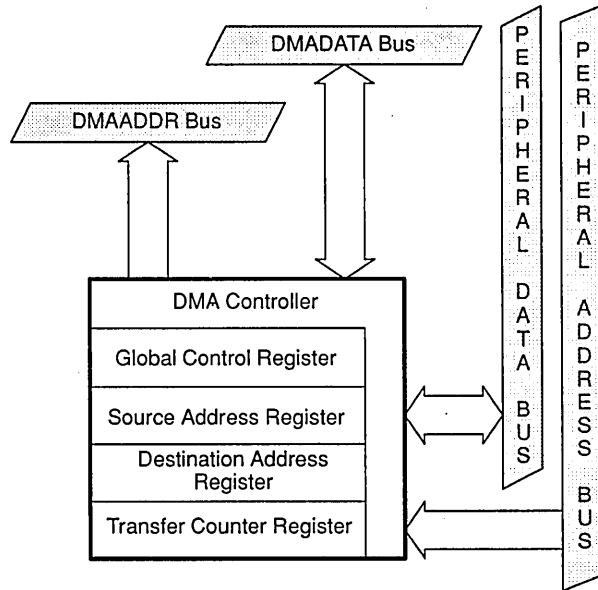 DMADATA Bus
DMAADDR Bus
DMA Controller
Global Control Register
Source Address Register
Destination Address
Register
Transfer Counter Register
PERIPHERAL DATA BUS
PERIPHERAL ADDRESS BUS